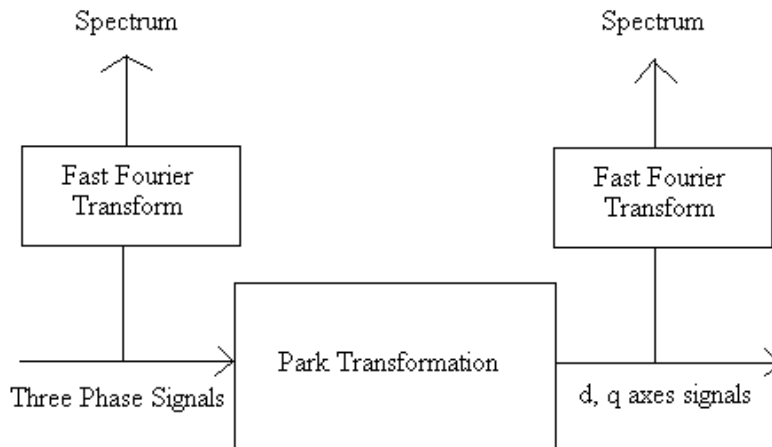 Spectrum
Spectrum
Fast Fourier
Transform
Fast Fourier
Transform
Park Transformation
Three Phase Signals
d, q axes signals